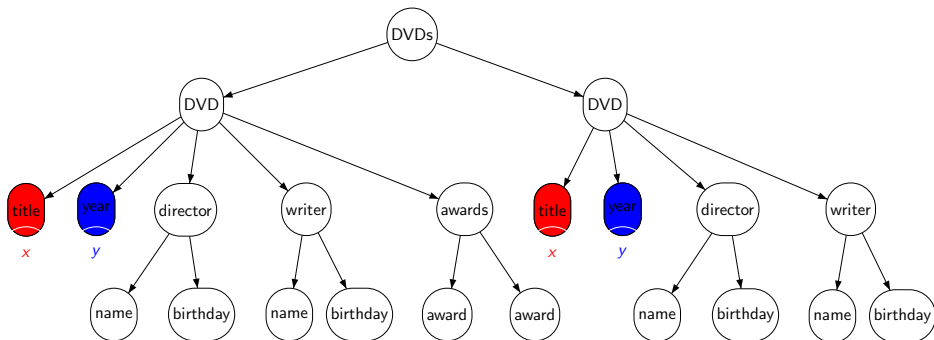 DVDs
DVD DVD
title year director writer awards title year director writer
x y x y
name birthday name birthday award award name birthday name birthday